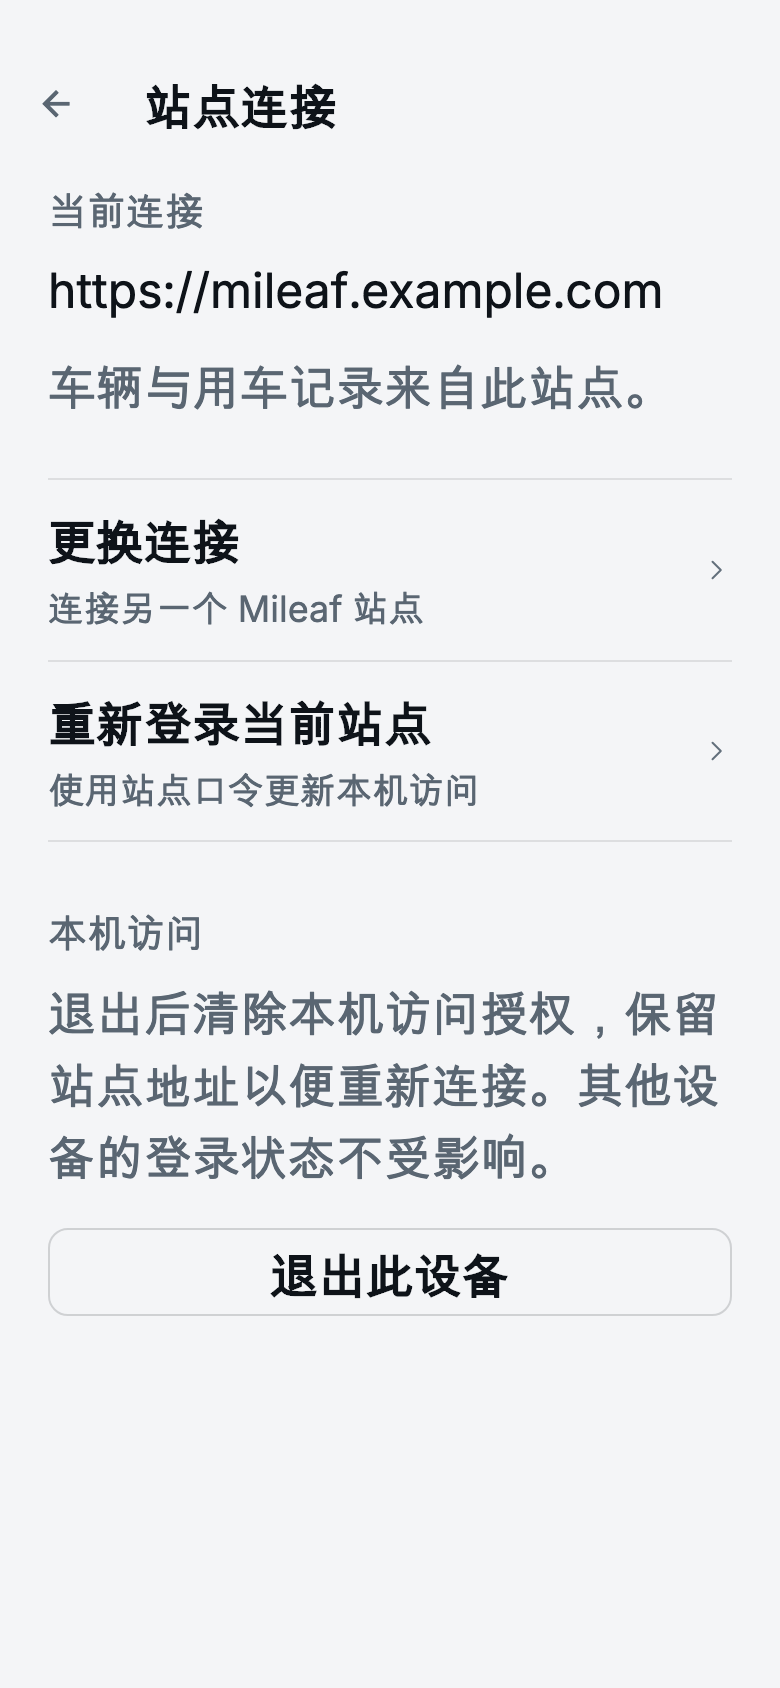 站点连接
当前连接
https://mileaf.example.com
车辆与用车记录来自此站点。
更换连接
连接另一个 Mileaf 站点
重新登录当前站点
使用站点口令更新本机访问
本机访问
退出后清除本机访问授权，保留
站点地址以便重新连接。其他设
备的登录状态不受影响。
退出此设备